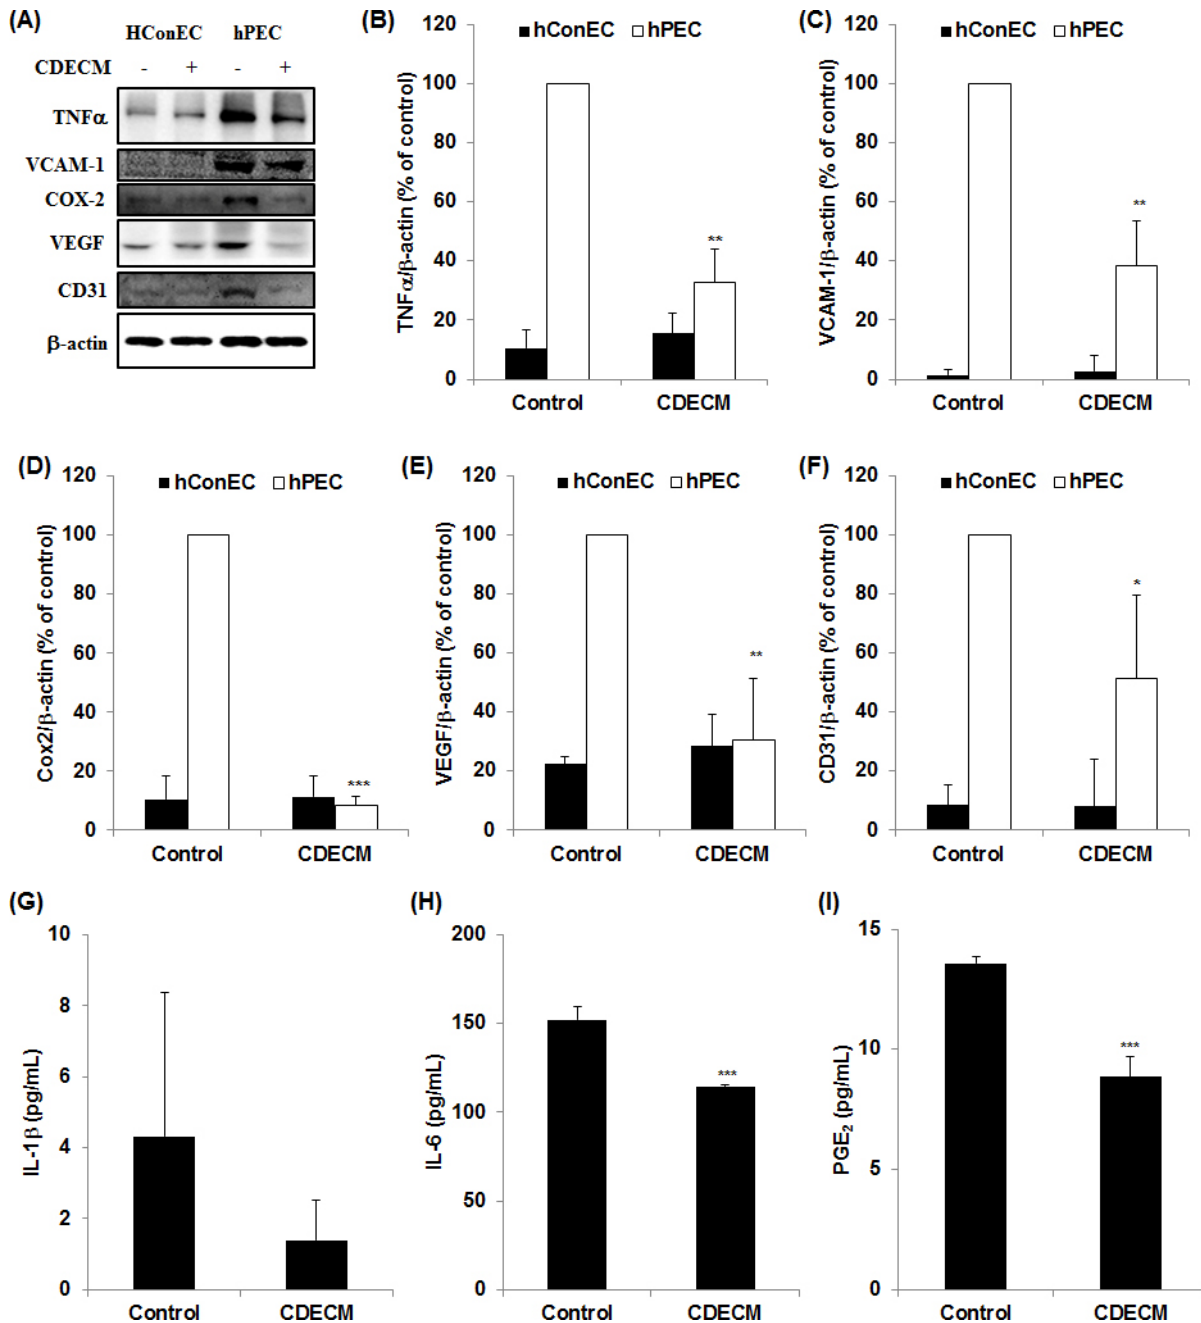 (A)
HConEC hPEC
CDECM - + - +
TNFα
VCAM-1
COX-2
VEGF
CD31
β-actin
(B)
hConEC hPEC
TNFα/β-actin (% of control)
120
100
80
60
40
20
0
**
Control CDECM
(C)
hConEC hPEC
VCAM-1/β-actin (% of control)
120
100
80
60
40
20
0
**
Control CDECM
(D)
hConEC hPEC
Cox2/β-actin (% of control)
120
100
80
60
40
20
0
***
Control CDECM
(E)
hConEC hPEC
VEGF/β-actin (% of control)
120
100
80
60
40
20
0
**
Control CDECM
(F)
hConEC hPEC
CD31/β-actin (% of control)
120
100
80
60
40
20
0
*
Control CDECM
(G)
IL-1β (pg/mL)
10
8
6
4
2
0
Control CDECM
(H)
IL-6 (pg/mL)
200
150
100
50
0
***
Control CDECM
(I)
PGE₂ (pg/mL)
15
10
5
0
***
Control CDECM